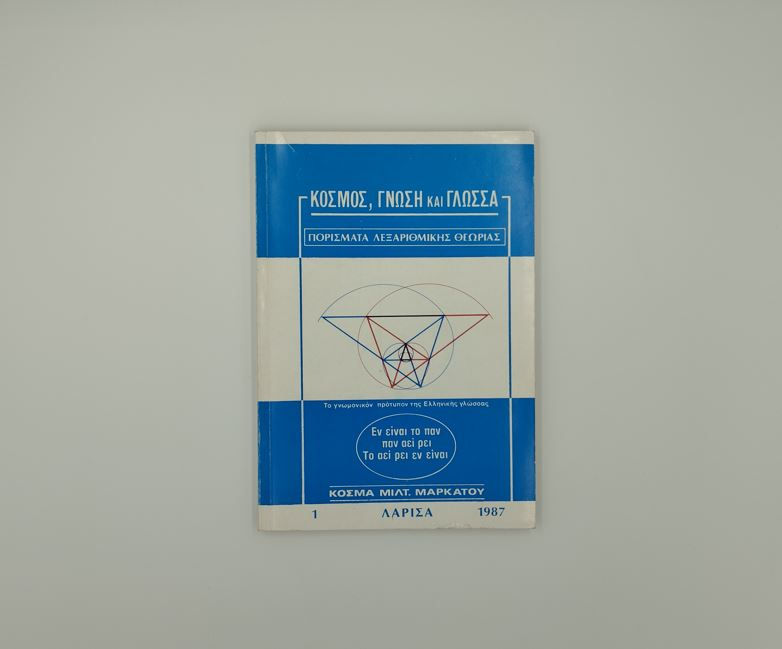 ΚΟΣΜΟΣ, ΓΝΩΣΗ ΚΑΙ ΓΛΩΣΣΑ
ΠΟΡΙΣΜΑΤΑ ΛΕΞΑΡΙΘΜΙΚΗΣ ΘΕΩΡΙΑΣ
Το γνωμονικόν πρότυπον της Ελληνικής γλώσσας
Εν είναι το παν
παν αεί ρει
Το αεί ρει εν είναι
ΚΟΣΜΑ ΜΙΛΤ. ΜΑΡΚΑΤΟΥ
1 ΛΑΡΙΣΑ 1987